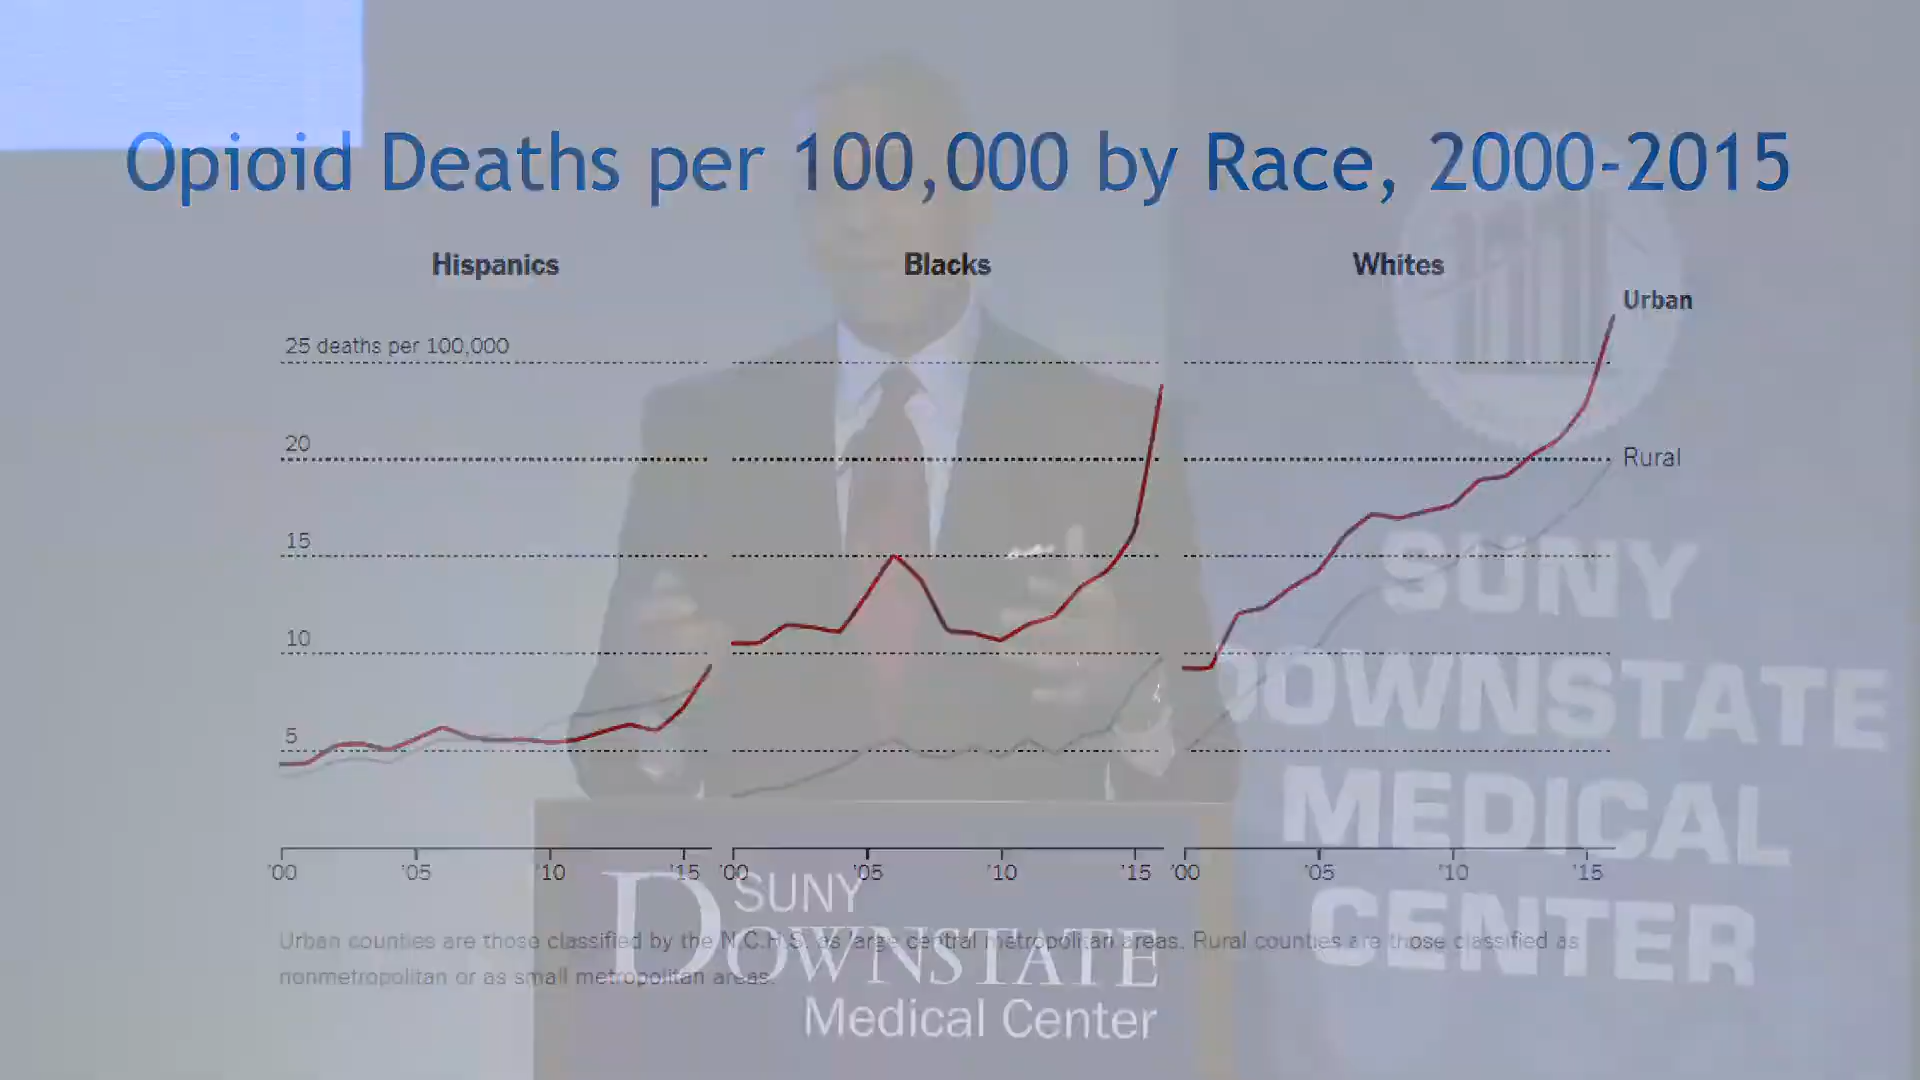 Opioid Deaths per 100,000 by Race, 2000-2015
Hispanics
Blacks
Whites
Urban
25 deaths per 100,000
20
Rural
15
10
5
'00 '05 '10 '15
'00 '05 '10 '15
'00 '05 '10 '15
Urban counties are those classified by the N.C.H.S. as large central metropolitan areas. Rural counties are those classified as
nonmetropolitan or as small metropolitan areas.
SUNY
DOWNSTATE
Medical Center
SUNY
DOWNSTATE
MEDICAL
CENTER